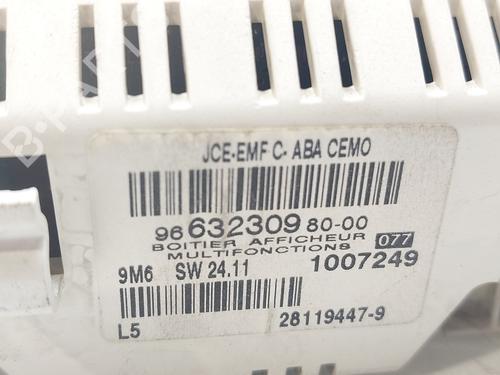 B-PARTS
JCE-EMF C- ABA CEMO
96 632309 80-00
BOITIER AFFICHEUR 077
MULTIFONCTIONS
9M6 SW 24.11 1007249
L5 28119447-9